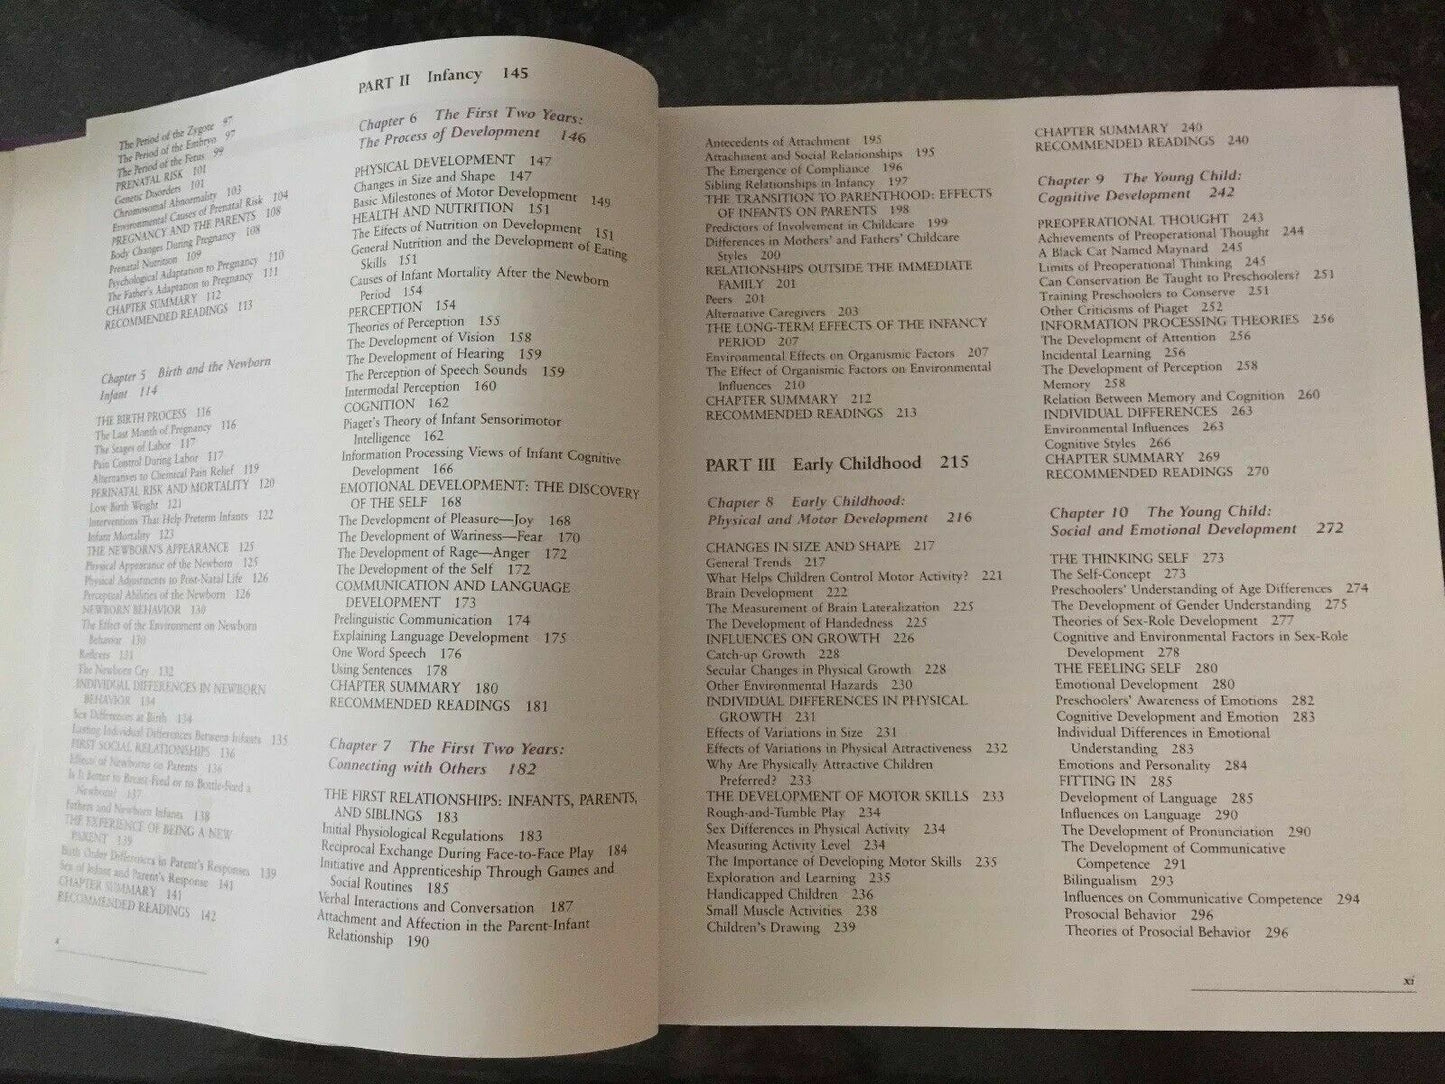 The Period of the Zygote 97
The Period of the Embryo 97
The Period of the Fetus 99
PRENATAL RISK 101
Genetic Disorders 101
Chromosomal Abnormality 103
Environmental Causes of Prenatal Risk 104
PREGNANCY AND THE PARENTS 108
Body Changes During Pregnancy 108
Prenatal Nutrition 109
Psychological Adaptation to Pregnancy 110
The Father's Adaptation to Pregnancy 111
CHAPTER SUMMARY 112
RECOMMENDED READINGS 113
Chapter 5 Birth and the Newborn
Infant 114
THE BIRTH PROCESS 116
The Last Month of Pregnancy 116
The Stages of Labor 117
Pain Control During Labor 117
Alternatives to Chemical Pain Relief 119
PERINATAL RISK AND MORTALITY 120
Low Birth Weight 121
Interventions That Help Preterm Infants 122
Infant Mortality 123
THE NEWBORN'S APPEARANCE 125
Physical Appearance of the Newborn 125
Physical Adjustments to Post-Natal Life 126
Perceptual Abilities of the Newborn 126
NEWBORN BEHAVIOR 130
The Effect of the Environment on Newborn
Behavior 130
Reflexes 131
The Newborn Cry 132
INDIVIDUAL DIFFERENCES IN NEWBORN
BEHAVIOR 134
Sex Differences at Birth 134
Lasting Individual Differences Between Infants 135
FIRST SOCIAL RELATIONSHIPS 136
Effects of Newborns on Parents 136
Is It Better to Breast-Feed or to Bottle-Feed a
Newborn? 137
Fathers and Newborn Infants 138
THE EXPERIENCE OF BEING A NEW
PARENT 139
Birth Order Differences in Parent's Responses 139
Sex of Infant and Parent's Response 141
CHAPTER SUMMARY 141
RECOMMENDED READINGS 142
x
PART II Infancy 145
Chapter 6 The First Two Years:
The Process of Development 146
PHYSICAL DEVELOPMENT 147
Changes in Size and Shape 147
Basic Milestones of Motor Development 149
HEALTH AND NUTRITION 151
The Effects of Nutrition on Development 151
General Nutrition and the Development of Eating
Skills 151
Causes of Infant Mortality After the Newborn
Period 154
PERCEPTION 154
Theories of Perception 155
The Development of Vision 158
The Development of Hearing 159
The Perception of Speech Sounds 159
Intermodal Perception 160
COGNITION 162
Piaget's Theory of Infant Sensorimotor
Intelligence 162
Information Processing Views of Infant Cognitive
Development 166
EMOTIONAL DEVELOPMENT: THE DISCOVERY
OF THE SELF 168
The Development of Pleasure—Joy 168
The Development of Wariness—Fear 170
The Development of Rage—Anger 172
The Development of the Self 172
COMMUNICATION AND LANGUAGE
DEVELOPMENT 173
Prelinguistic Communication 174
Explaining Language Development 175
One Word Speech 176
Using Sentences 178
CHAPTER SUMMARY 180
RECOMMENDED READINGS 181
Chapter 7 The First Two Years:
Connecting with Others 182
THE FIRST RELATIONSHIPS: INFANTS, PARENTS,
AND SIBLINGS 183
Initial Physiological Regulations 183
Reciprocal Exchange During Face-to-Face Play 184
Initiative and Apprenticeship Through Games and
Social Routines 185
Verbal Interactions and Conversation 187
Attachment and Affection in the Parent-Infant
Relationship 190
Antecedents of Attachment 195
Attachment and Social Relationships 195
The Emergence of Compliance 196
Sibling Relationships in Infancy 197
THE TRANSITION TO PARENTHOOD: EFFECTS
OF INFANTS ON PARENTS 198
Predictors of Involvement in Childcare 199
Differences in Mothers' and Fathers' Childcare
Styles 200
RELATIONSHIPS OUTSIDE THE IMMEDIATE
FAMILY 201
Peers 201
Alternative Caregivers 203
THE LONG-TERM EFFECTS OF THE INFANCY
PERIOD 207
Environmental Effects on Organismic Factors 207
The Effect of Organismic Factors on Environmental
Influences 210
CHAPTER SUMMARY 212
RECOMMENDED READINGS 213
PART III Early Childhood 215
Chapter 8 Early Childhood:
Physical and Motor Development 216
CHANGES IN SIZE AND SHAPE 217
General Trends 217
What Helps Children Control Motor Activity? 221
Brain Development 222
The Measurement of Brain Lateralization 225
The Development of Handedness 225
INFLUENCES ON GROWTH 226
Catch-up Growth 228
Secular Changes in Physical Growth 228
Other Environmental Hazards 230
INDIVIDUAL DIFFERENCES IN PHYSICAL
GROWTH 231
Effects of Variations in Size 231
Effects of Variations in Physical Attractiveness 232
Why Are Physically Attractive Children
Preferred? 233
THE DEVELOPMENT OF MOTOR SKILLS 233
Rough-and-Tumble Play 234
Sex Differences in Physical Activity 234
Measuring Activity Level 234
The Importance of Developing Motor Skills 235
Exploration and Learning 235
Handicapped Children 236
Small Muscle Activities 238
Children's Drawing 239
CHAPTER SUMMARY 240
RECOMMENDED READINGS 240
Chapter 9 The Young Child:
Cognitive Development 242
PREOPERATIONAL THOUGHT 243
Achievements of Preoperational Thought 244
A Black Cat Named Maynard 245
Limits of Preoperational Thinking 245
Can Conservation Be Taught to Preschoolers? 251
Training Preschoolers to Conserve 251
Other Criticisms of Piaget 252
INFORMATION PROCESSING THEORIES 256
The Development of Attention 256
Incidental Learning 256
The Development of Perception 258
Memory 258
Relation Between Memory and Cognition 260
INDIVIDUAL DIFFERENCES 263
Environmental Influences 263
Cognitive Styles 266
CHAPTER SUMMARY 269
RECOMMENDED READINGS 270
Chapter 10 The Young Child:
Social and Emotional Development 272
THE THINKING SELF 273
The Self-Concept 273
Preschoolers' Understanding of Age Differences 274
The Development of Gender Understanding 275
Theories of Sex-Role Development 277
Cognitive and Environmental Factors in Sex-Role
Development 278
THE FEELING SELF 280
Emotional Development 280
Preschoolers' Awareness of Emotions 282
Cognitive Development and Emotion 283
Individual Differences in Emotional
Understanding 283
Emotions and Personality 284
FITTING IN 285
Development of Language 285
Influences on Language 290
The Development of Pronunciation 290
The Development of Communicative
Competence 291
Bilingualism 293
Influences on Communicative Competence 294
Prosocial Behavior 296
Theories of Prosocial Behavior 296
xi